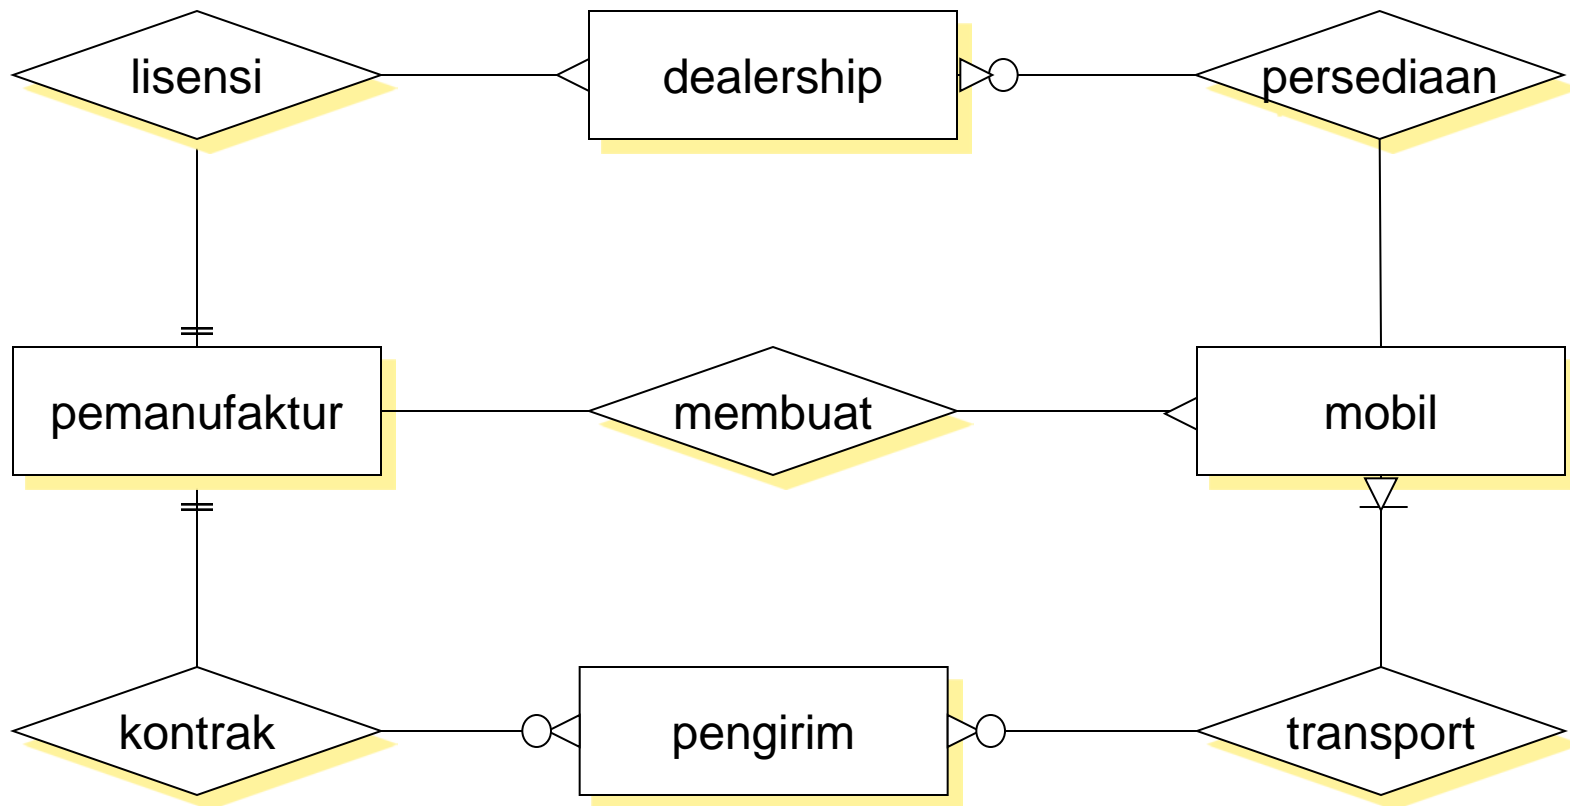 lisensi
dealership
persediaan
pemanufaktur
membuat
mobil
kontrak
pengirim
transport